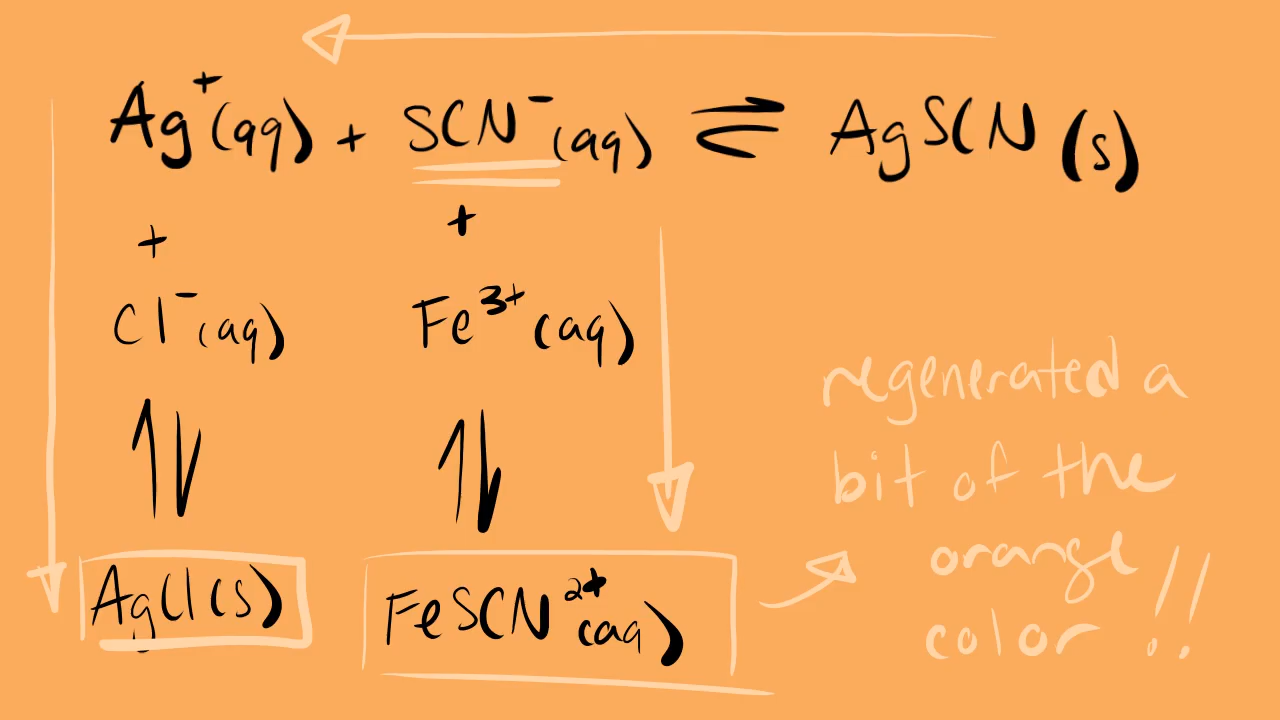 Ag⁺(aq) + SCN⁻(aq) ⇌ AgSCN(s)
+ +
Cl⁻(aq) Fe³⁺(aq)
⇅ ⇅
AgCl(s) FeSCN²⁺(aq)
regenerated a
bit of the
orange
color!!